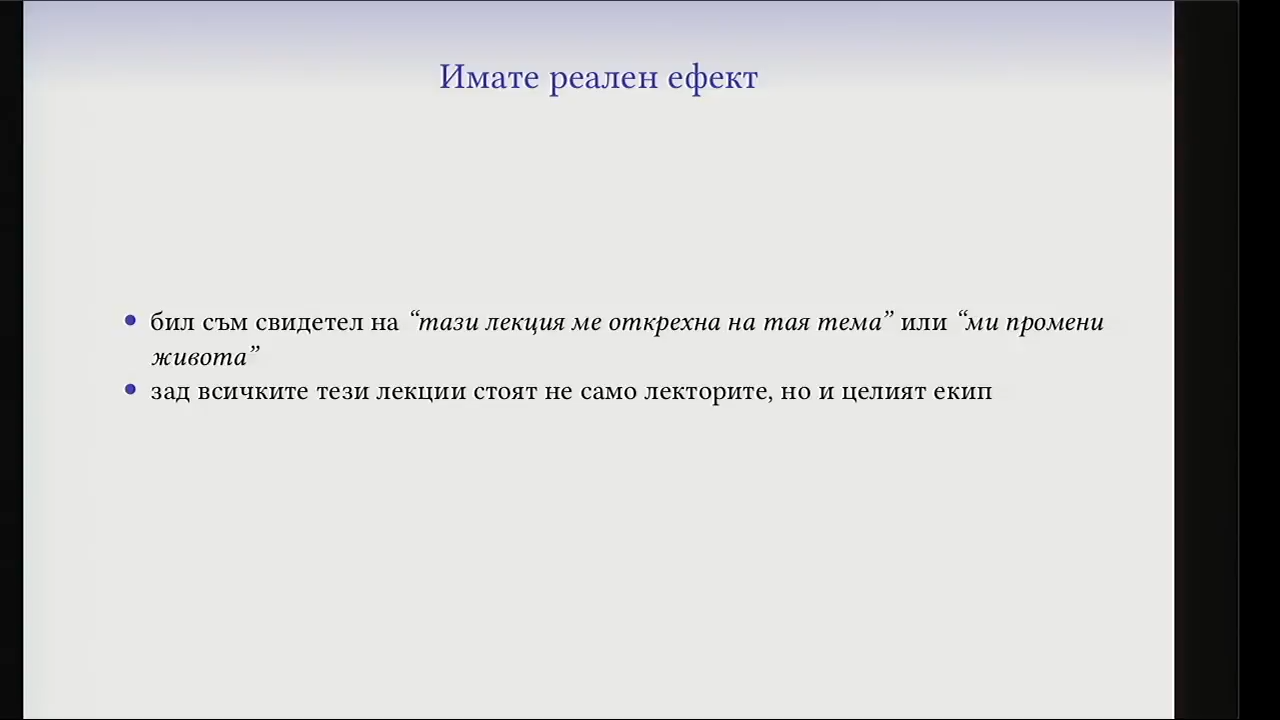 Имате реален ефект
• бил съм свидетел на “тази лекция ме открехна на тая тема” или “ми промени
живота”
• зад всичките тези лекции стоят не само лекторите, но и целият екип